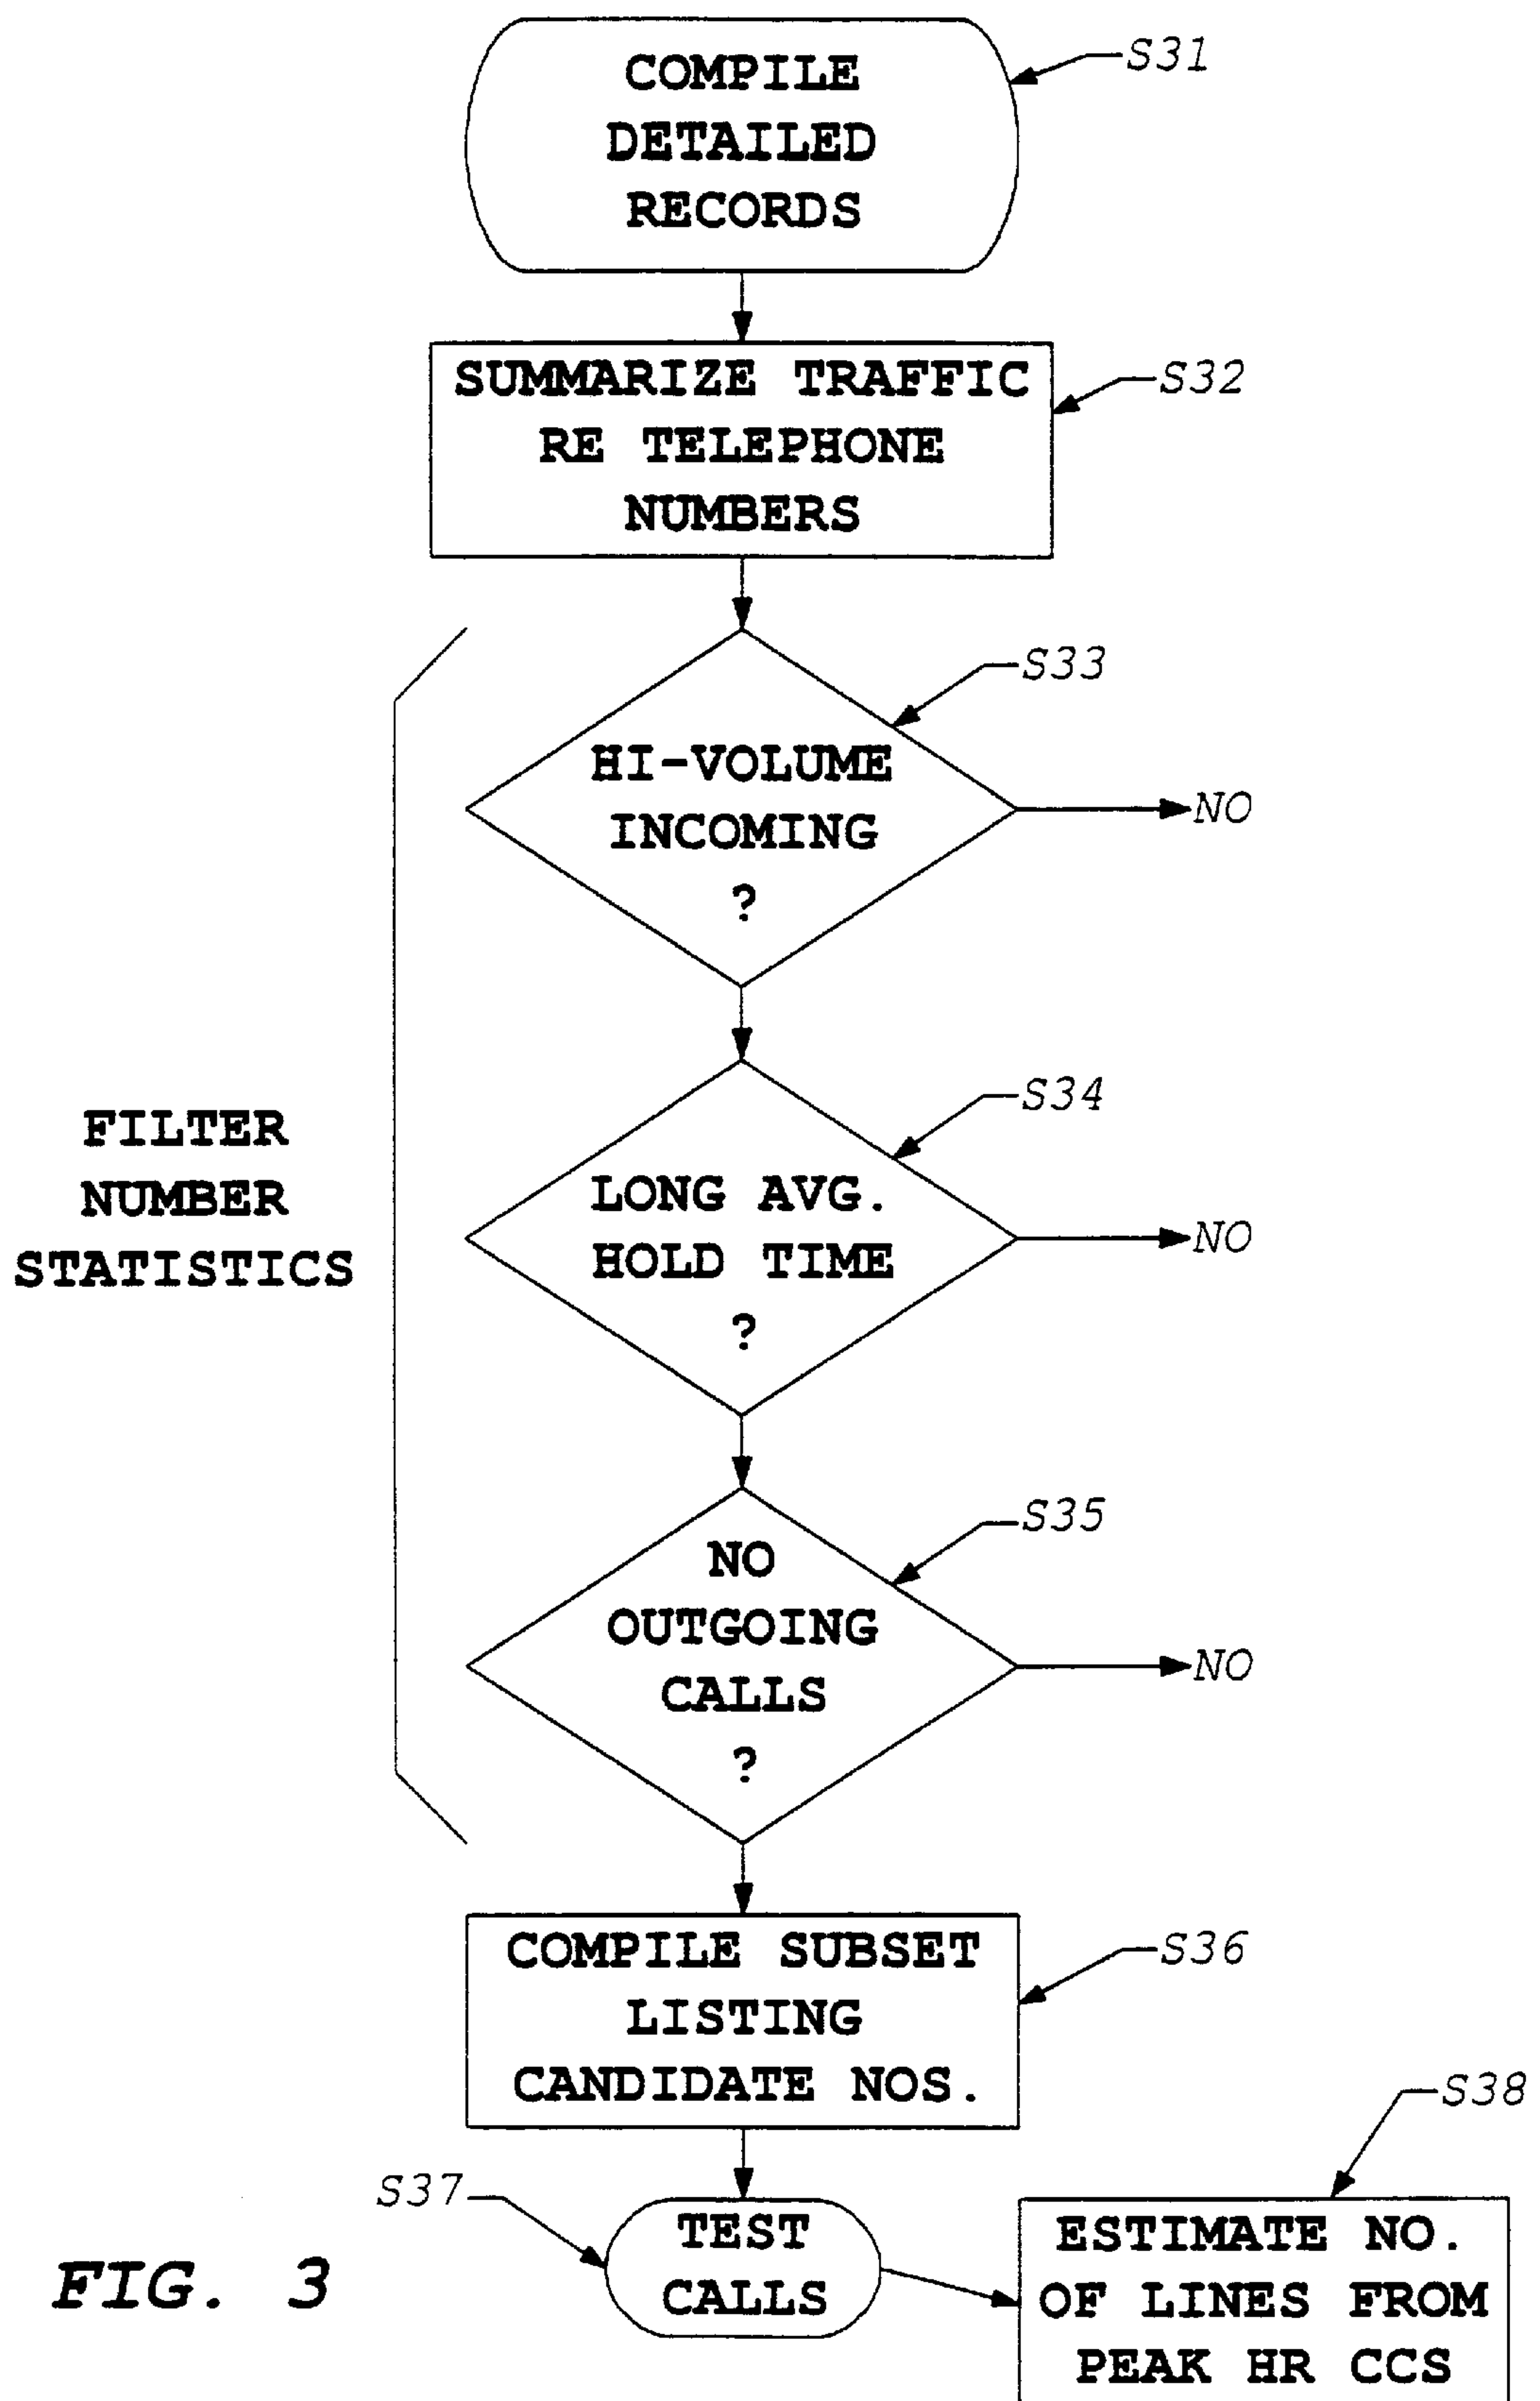 COMPILE
DETAILED
RECORDS
S31
SUMMARIZE TRAFFIC
RE TELEPHONE
NUMBERS
S32
S33
HI-VOLUME
INCOMING
?
NO
FILTER
NUMBER
STATISTICS
S34
LONG AVG.
HOLD TIME
?
NO
S35
NO
OUTGOING
CALLS
?
NO
COMPILE SUBSET
LISTING
CANDIDATE NOS.
S36
S37
TEST
CALLS
S38
ESTIMATE NO.
OF LINES FROM
PEAK HR CCS
FIG. 3